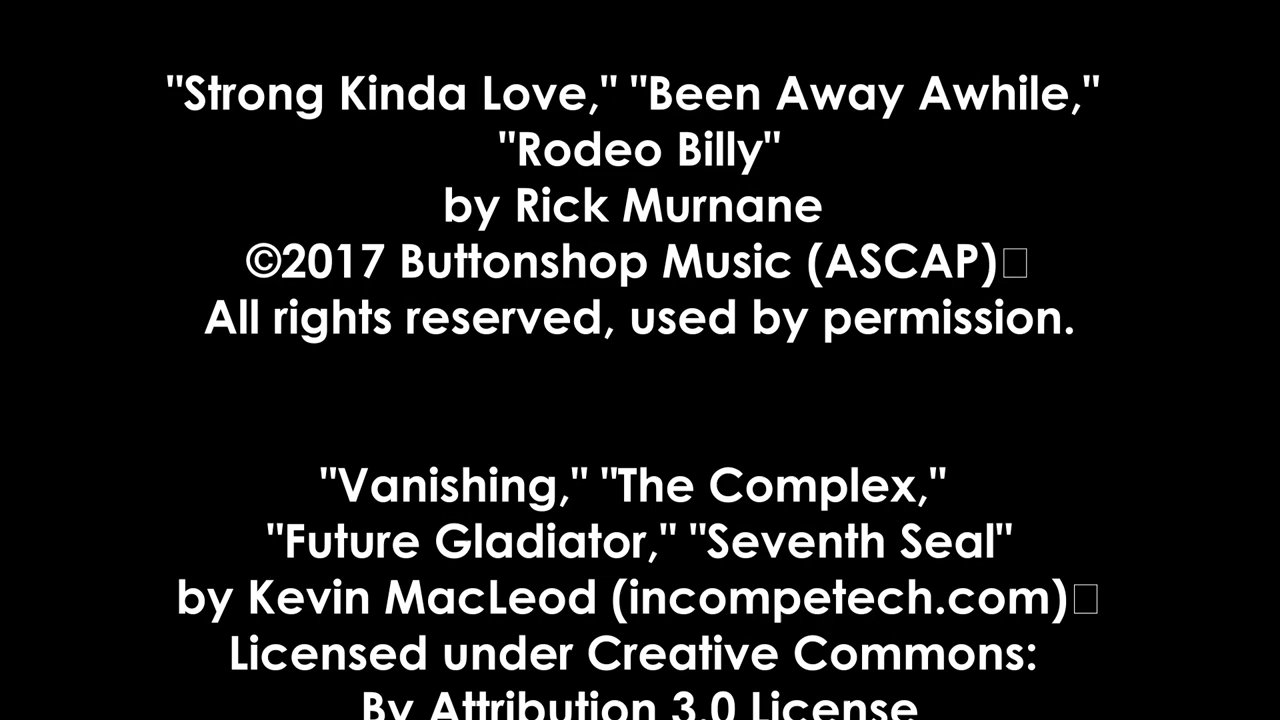 "Strong Kinda Love," "Been Away Awhile,"
"Rodeo Billy"
by Rick Murnane
©2017 Buttonshop Music (ASCAP)□
All rights reserved, used by permission.
"Vanishing," "The Complex,"
"Future Gladiator," "Seventh Seal"
by Kevin MacLeod (incompetech.com)□
Licensed under Creative Commons:
By Attribution 3.0 License